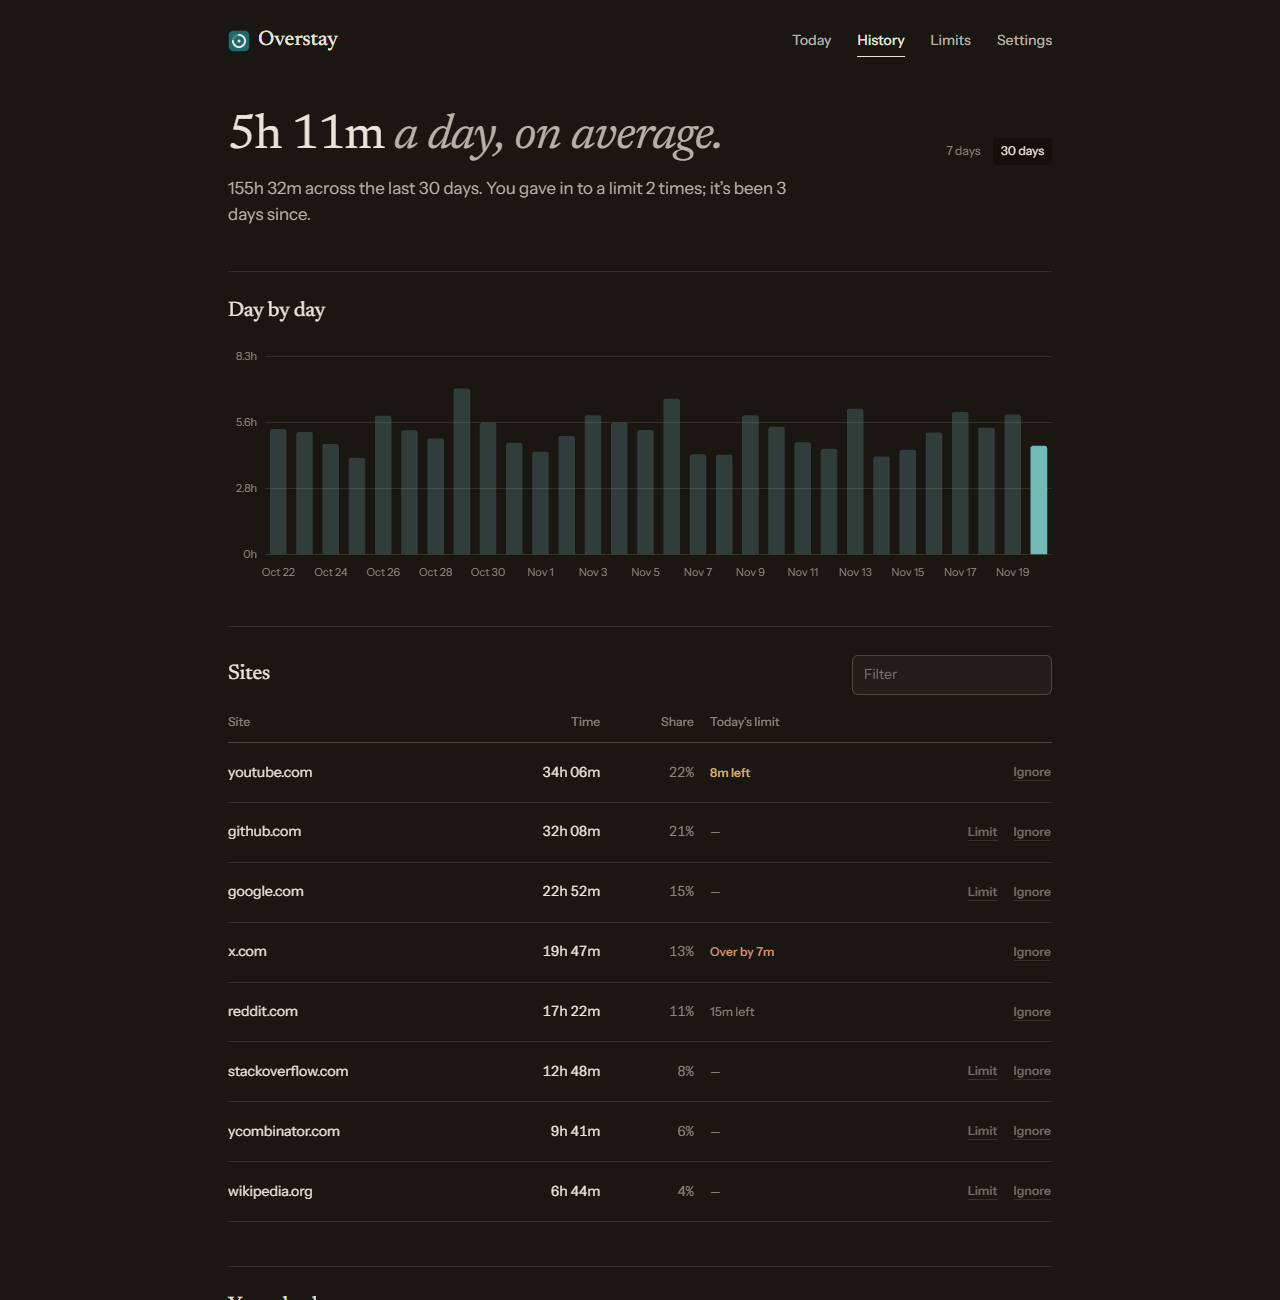 Overstay
Today History Limits Settings
5h 11m a day, on average.
7 days 30 days
155h 32m across the last 30 days. You gave in to a limit 2 times; it’s been 3
days since.
Day by day
8.3h
5.6h
2.8h
0h
Oct 22 Oct 24 Oct 26 Oct 28 Oct 30 Nov 1 Nov 3 Nov 5 Nov 7 Nov 9 Nov 11 Nov 13 Nov 15 Nov 17 Nov 19
Sites
Filter
Site Time Share Today’s limit
youtube.com 34h 06m 22% 8m left Ignore
github.com 32h 08m 21% – Limit Ignore
google.com 22h 52m 15% – Limit Ignore
x.com 19h 47m 13% Over by 7m Ignore
reddit.com 17h 22m 11% 15m left Ignore
stackoverflow.com 12h 48m 8% – Limit Ignore
ycombinator.com 9h 41m 6% – Limit Ignore
wikipedia.org 6h 44m 4% – Limit Ignore